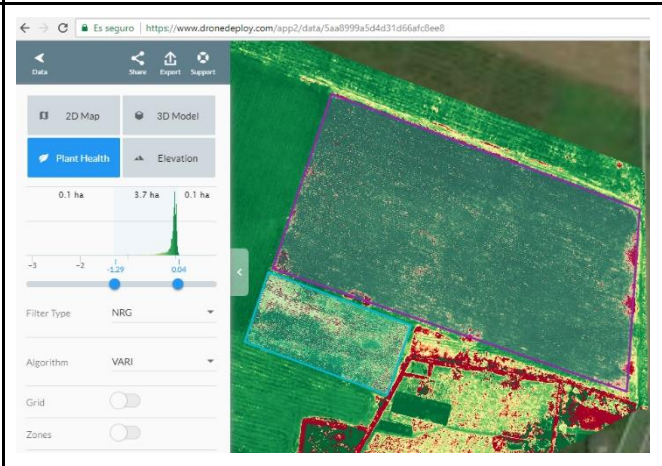 Es seguro | https://www.dronedeploy.com/app2/data/5aa8999a5d4d31d66afc8ee8
Data Share Export Support
2D Map 3D Model
Plant Health Elevation
0.1 ha 3.7 ha 0.1 ha
-3 -2 -1.29 0.04
Filter Type NRG
Algorithm VARI
Grid
Zones